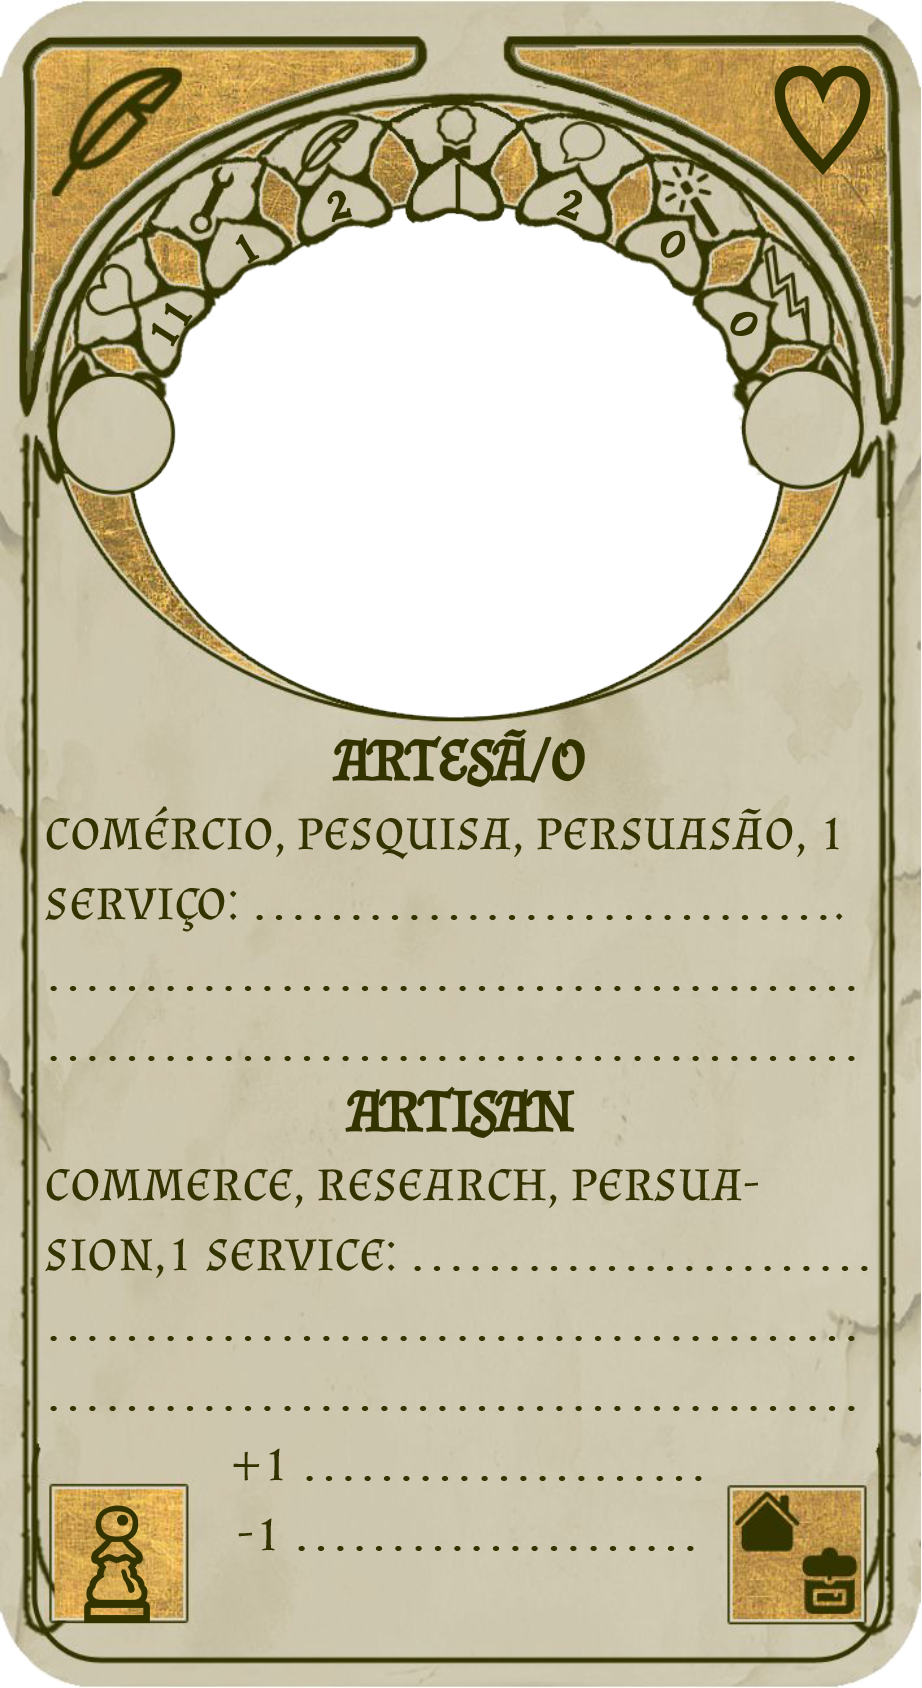 11
1
2
2
0
0
ARTESÃ/O
COMÉRCIO, PESQUISA, PERSUASÃO, 1
SERVIÇO: ..............................
..........................................
..........................................
ARTISAN
COMMERCE, RESEARCH, PERSUA-
SION,1 SERVICE: ........................
..........................................
..........................................
+1 .....................
-1 .....................